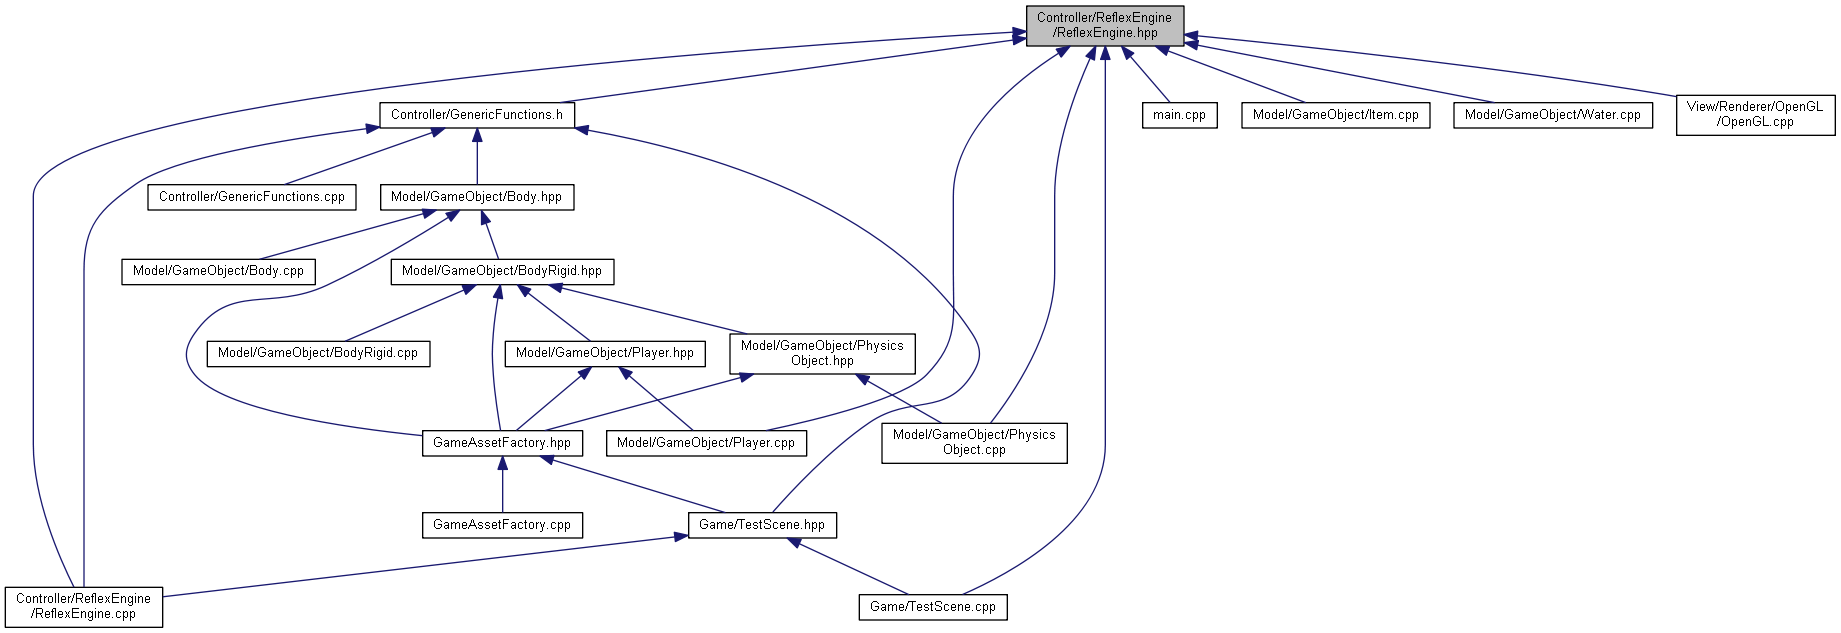 Controller/ReflexEngine
/ReflexEngine.hpp
Controller/GenericFunctions.h
main.cpp
Model/GameObject/Item.cpp
Model/GameObject/Water.cpp
View/Renderer/OpenGL
/OpenGL.cpp
Controller/GenericFunctions.cpp
Model/GameObject/Body.hpp
Model/GameObject/Body.cpp
Model/GameObject/BodyRigid.hpp
Model/GameObject/BodyRigid.cpp
Model/GameObject/Player.hpp
Model/GameObject/Physics
Object.hpp
GameAssetFactory.hpp
Model/GameObject/Player.cpp
Model/GameObject/Physics
Object.cpp
GameAssetFactory.cpp
Game/TestScene.hpp
Controller/ReflexEngine
/ReflexEngine.cpp
Game/TestScene.cpp